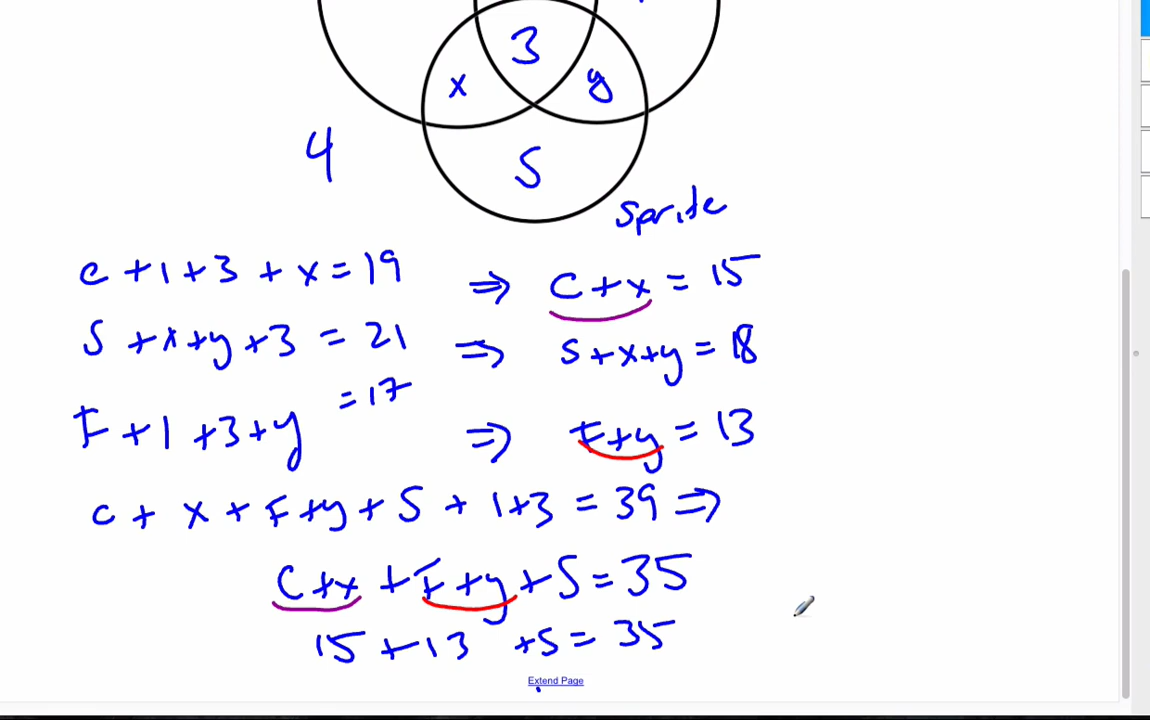 3
x
y
4
S
Sprite
C + 1 + 3 + x = 19 ⇒ C + x = 15
S + x + y + 3 = 21 ⇒ S + x + y = 18
F + 1 + 3 + y = 17 ⇒ F + y = 13
C + x + F + y + S + 1 + 3 = 39 ⇒
C + x + F + y + S = 35
15 + 13 + S = 35
Extend Page